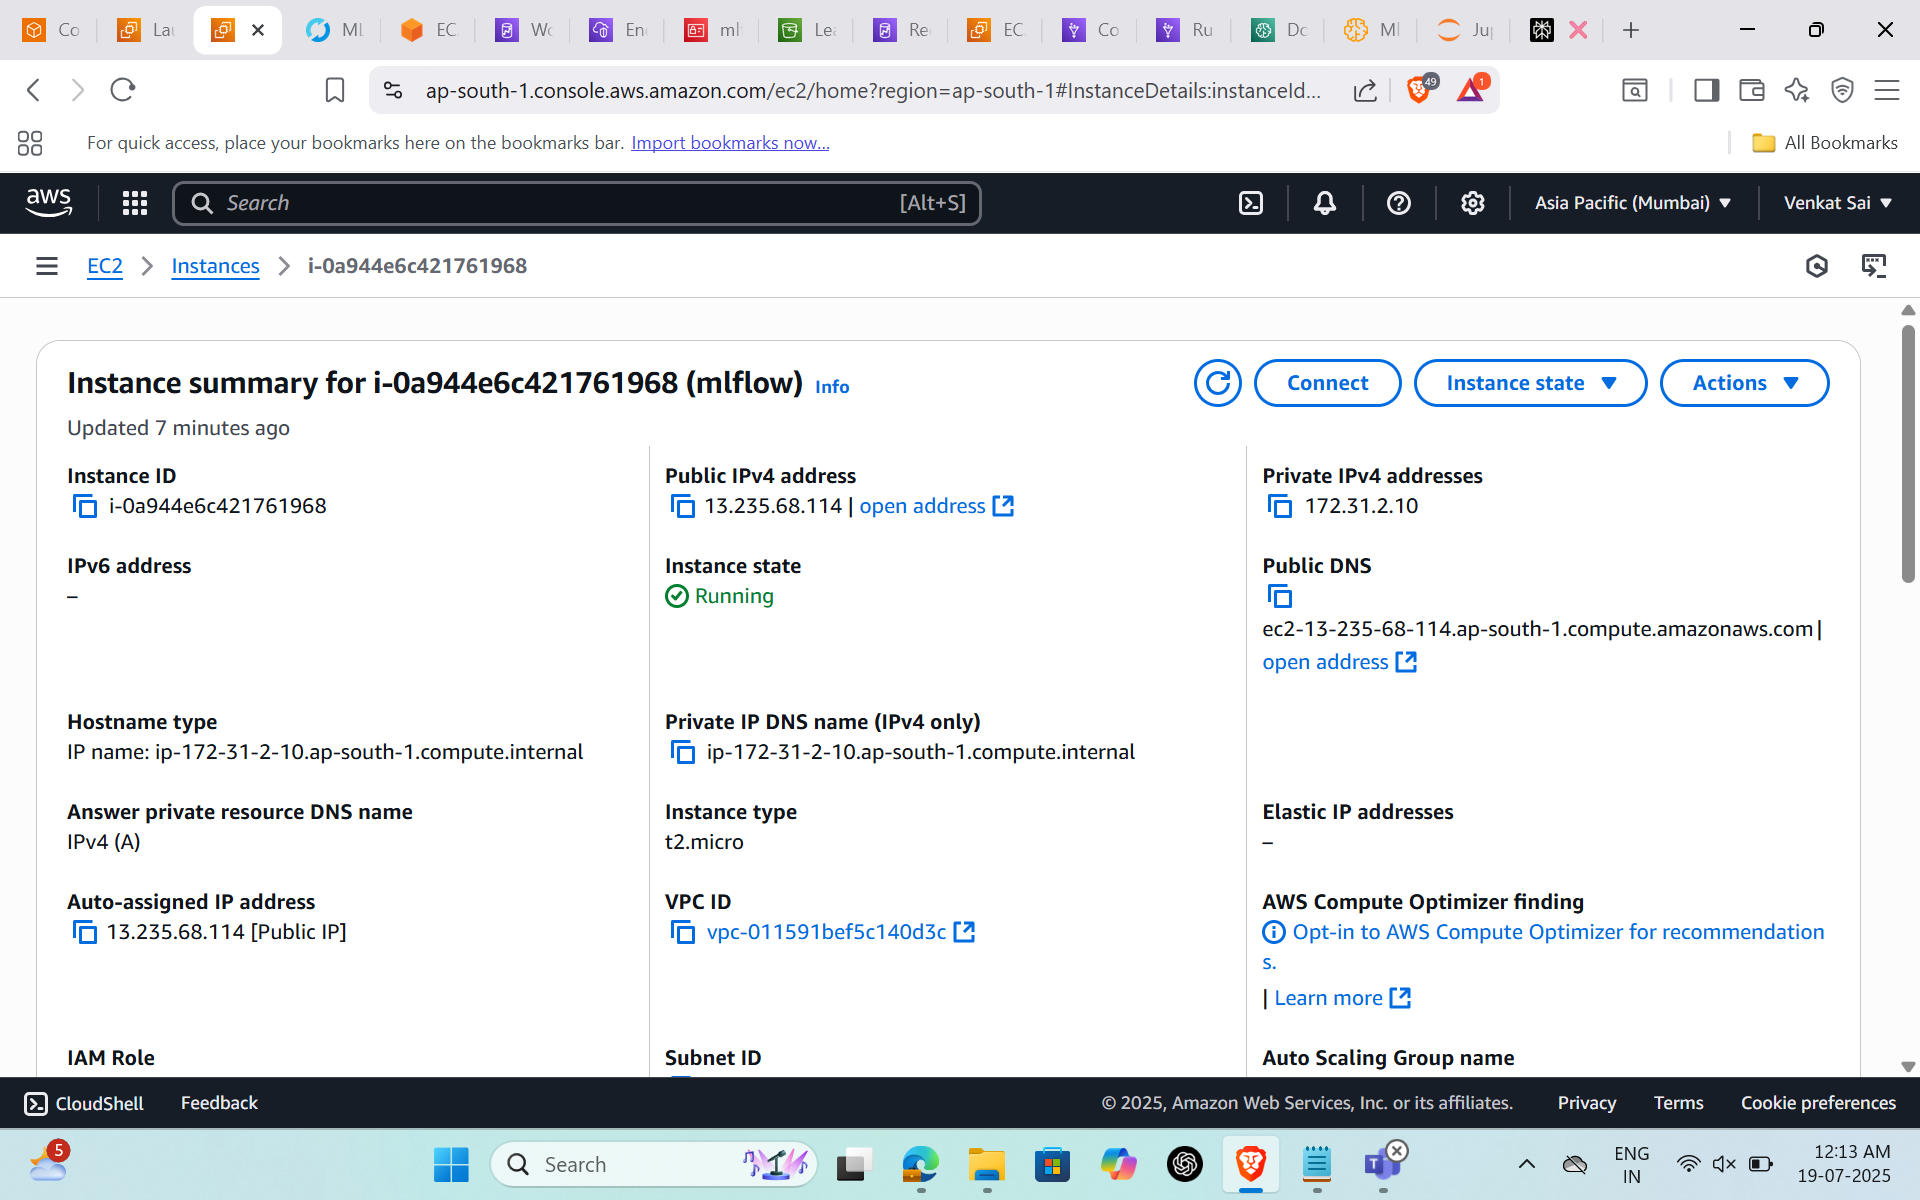 Co
Lau
ML
EC
Wo
En
ml
Lea
Re
EC
Co
Ru
Do
Ml
Ju
ap-south-1.console.aws.amazon.com/ec2/home?region=ap-south-1#InstanceDetails:instanceId...
49
1
For quick access, place your bookmarks here on the bookmarks bar. Import bookmarks now...
All Bookmarks
aws
Search
[Alt+S]
Asia Pacific (Mumbai)
Venkat Sai
EC2
Instances
i-0a944e6c421761968
Instance summary for i-0a944e6c421761968 (mlflow) Info
Connect
Instance state
Actions
Updated 7 minutes ago
Instance ID
i-0a944e6c421761968
Public IPv4 address
13.235.68.114 | open address
Private IPv4 addresses
172.31.2.10
IPv6 address
–
Instance state
Running
Public DNS
ec2-13-235-68-114.ap-south-1.compute.amazonaws.com |
open address
Hostname type
IP name: ip-172-31-2-10.ap-south-1.compute.internal
Private IP DNS name (IPv4 only)
ip-172-31-2-10.ap-south-1.compute.internal
Answer private resource DNS name
IPv4 (A)
Instance type
t2.micro
Elastic IP addresses
–
Auto-assigned IP address
13.235.68.114 [Public IP]
VPC ID
vpc-011591bef5c140d3c
AWS Compute Optimizer finding
Opt-in to AWS Compute Optimizer for recommendation
s.
| Learn more
IAM Role
Subnet ID
Auto Scaling Group name
CloudShell
Feedback
© 2025, Amazon Web Services, Inc. or its affiliates.
Privacy
Terms
Cookie preferences
5
Search
ENG
IN
12:13 AM
19-07-2025